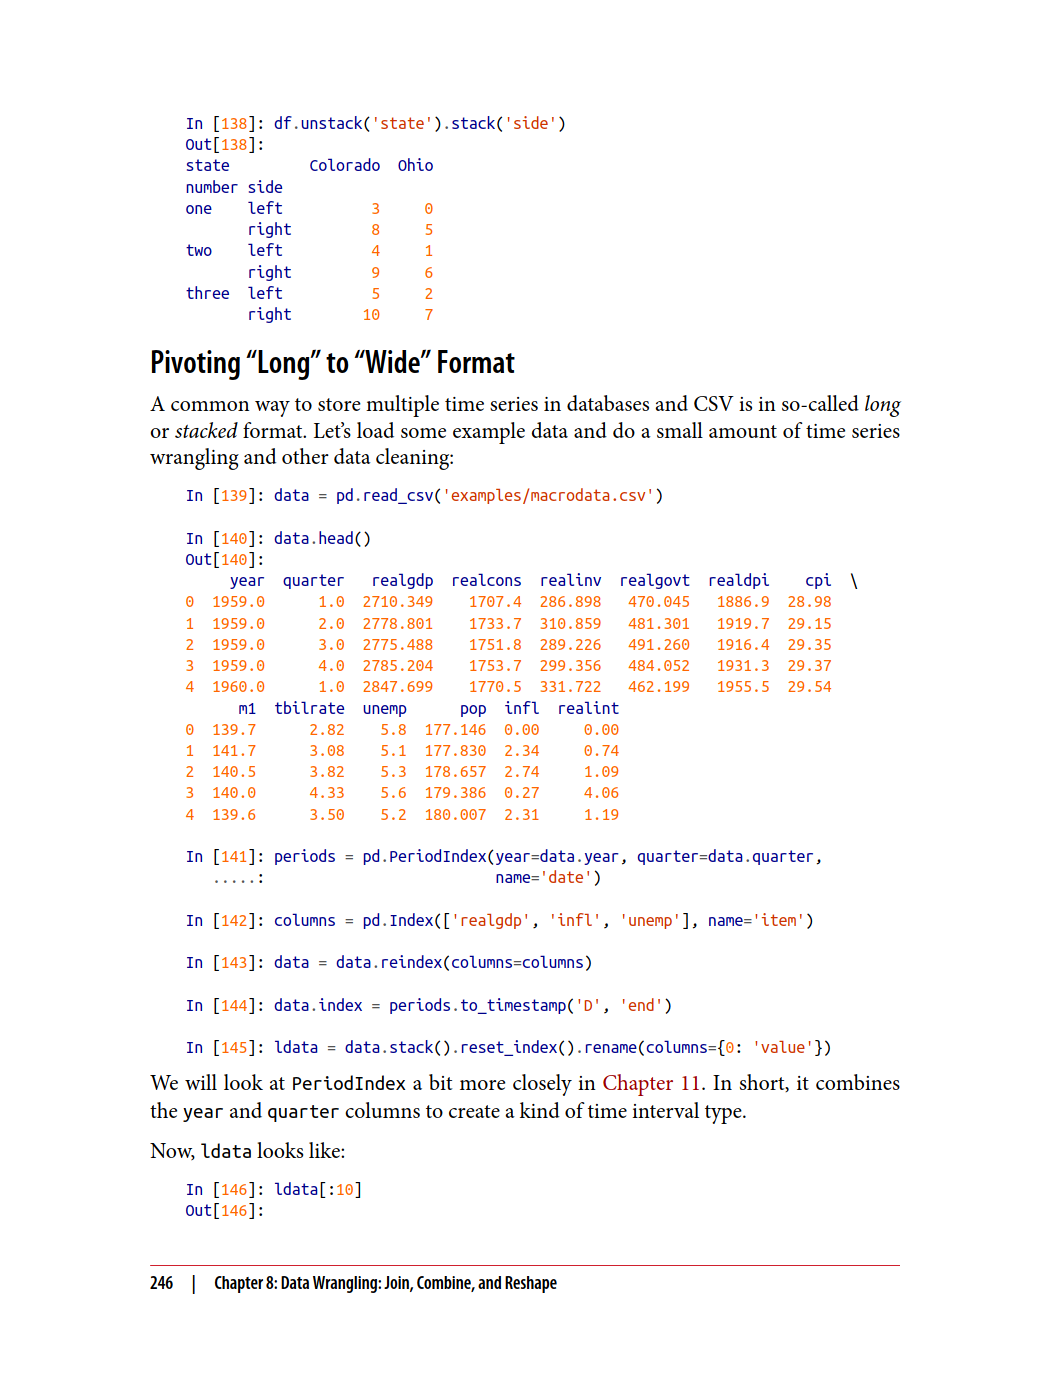 In [138]: df.unstack('state').stack('side')
Out[138]:
state         Colorado  Ohio
number side
one    left          3     0
       right         8     5
two    left          4     1
       right         9     6
three  left          5     2
       right        10     7
Pivoting “Long” to “Wide” Format
A common way to store multiple time series in databases and CSV is in so-called long
or stacked format. Let’s load some example data and do a small amount of time series
wrangling and other data cleaning:
In [139]: data = pd.read_csv('examples/macrodata.csv')
In [140]: data.head()
Out[140]:
     year  quarter   realgdp  realcons  realinv  realgovt  realdpi    cpi  \
0  1959.0      1.0  2710.349    1707.4  286.898   470.045   1886.9  28.98
1  1959.0      2.0  2778.801    1733.7  310.859   481.301   1919.7  29.15
2  1959.0      3.0  2775.488    1751.8  289.226   491.260   1916.4  29.35
3  1959.0      4.0  2785.204    1753.7  299.356   484.052   1931.3  29.37
4  1960.0      1.0  2847.699    1770.5  331.722   462.199   1955.5  29.54
      m1  tbilrate  unemp      pop  infl  realint
0  139.7      2.82    5.8  177.146  0.00     0.00
1  141.7      3.08    5.1  177.830  2.34     0.74
2  140.5      3.82    5.3  178.657  2.74     1.09
3  140.0      4.33    5.6  179.386  0.27     4.06
4  139.6      3.50    5.2  180.007  2.31     1.19
In [141]: periods = pd.PeriodIndex(year=data.year, quarter=data.quarter,
   .....:                          name='date')
In [142]: columns = pd.Index(['realgdp', 'infl', 'unemp'], name='item')
In [143]: data = data.reindex(columns=columns)
In [144]: data.index = periods.to_timestamp('D', 'end')
In [145]: ldata = data.stack().reset_index().rename(columns={0: 'value'})
We will look at PeriodIndex a bit more closely in Chapter 11. In short, it combines
the year and quarter columns to create a kind of time interval type.
Now, ldata looks like:
In [146]: ldata[:10]
Out[146]:
246 | Chapter 8: Data Wrangling: Join, Combine, and Reshape